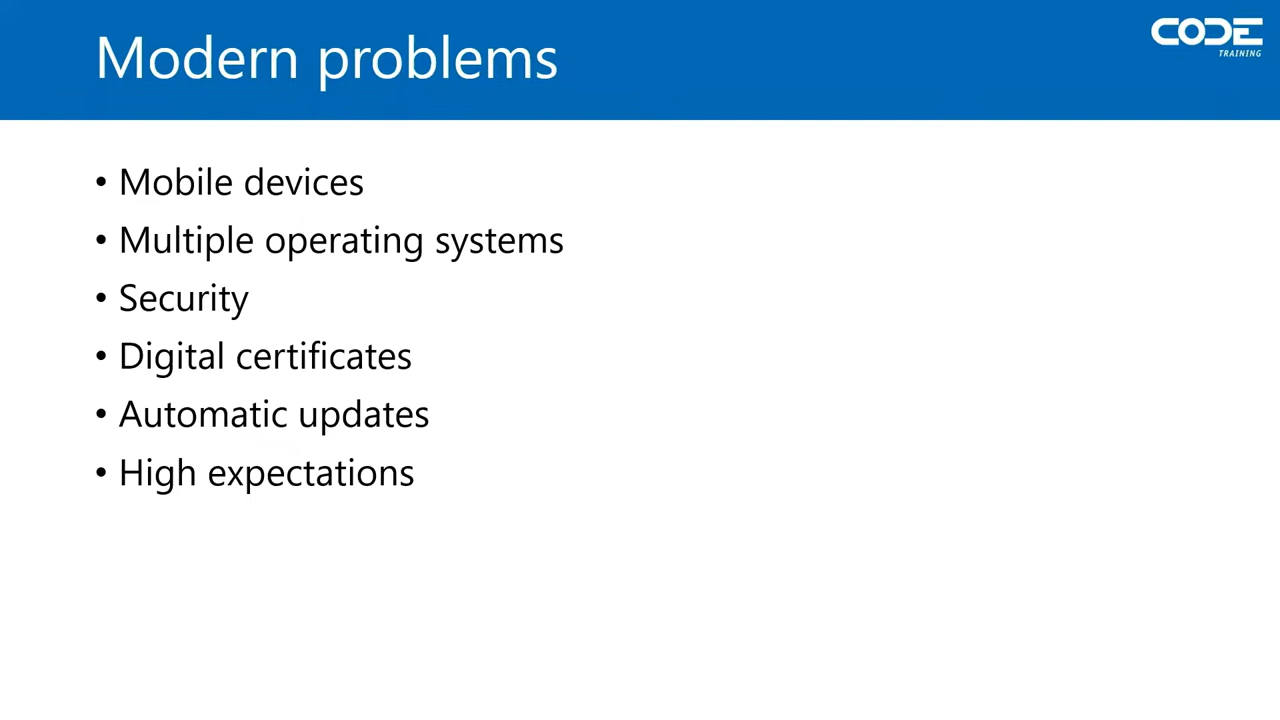 Modern problems
CODE
TRAINING
• Mobile devices
• Multiple operating systems
• Security
• Digital certificates
• Automatic updates
• High expectations